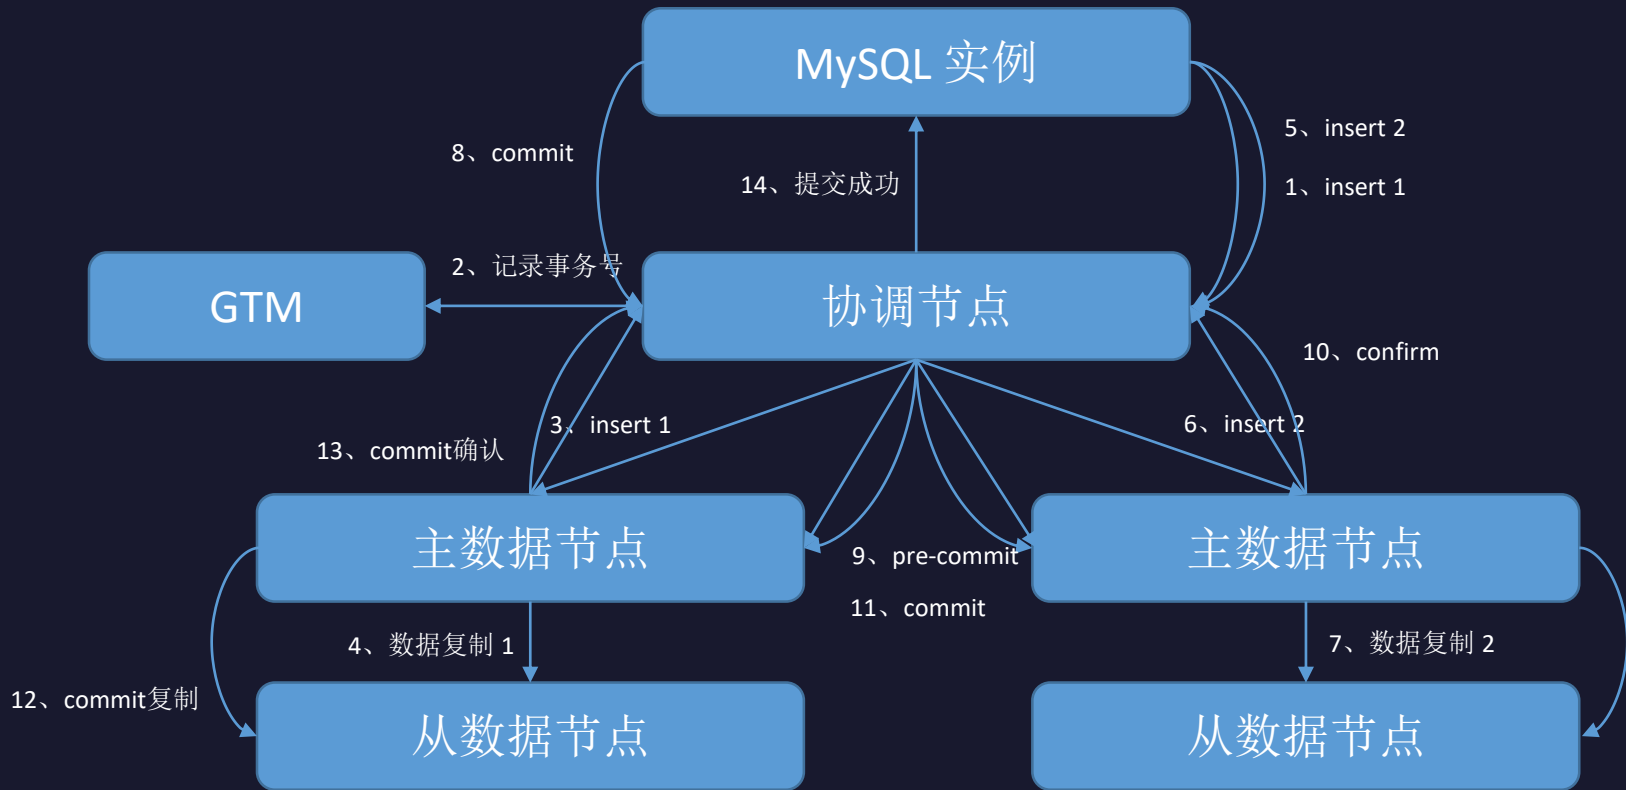 MySQL 实例
5、insert 2
8、commit
14、提交成功
1、insert 1
2、记录事务号
GTM
协调节点
10、confirm
3、insert 1
6、insert 2
13、commit确认
主数据节点
主数据节点
9、pre-commit
11、commit
4、数据复制 1
7、数据复制 2
12、commit复制
从数据节点
从数据节点